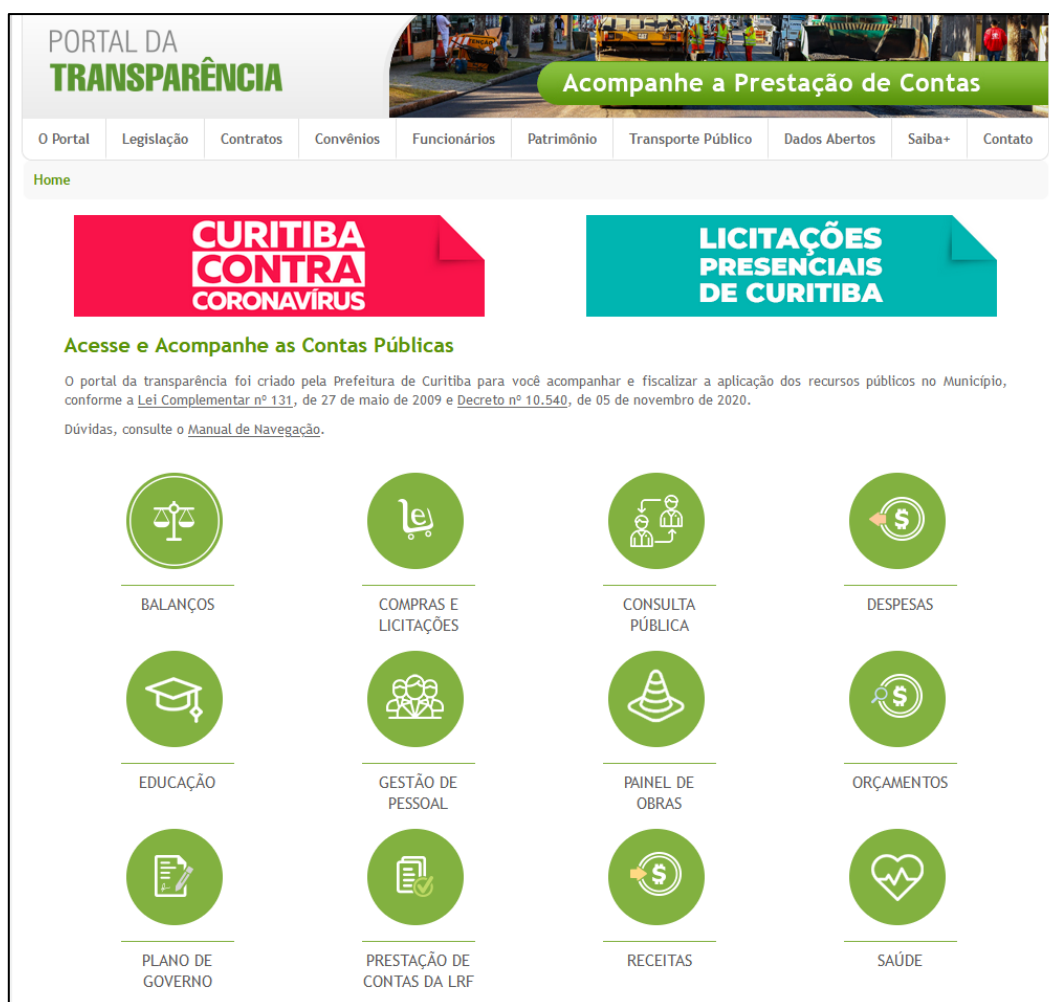 PORTAL DA
TRANSPARÊNCIA
Acompanhe a Prestação de Contas
O Portal
Legislação
Contratos
Convênios
Funcionários
Patrimônio
Transporte Público
Dados Abertos
Saiba+
Contato
Home
CURITIBA
CONTRA
CORONAVÍRUS
LICITAÇÕES
PRESENCIAIS
DE CURITIBA
Acesse e Acompanhe as Contas Públicas
O portal da transparência foi criado pela Prefeitura de Curitiba para você acompanhar e fiscalizar a aplicação dos recursos públicos no Município,
conforme a Lei Complementar nº 131, de 27 de maio de 2009 e Decreto nº 10.540, de 05 de novembro de 2020.
Dúvidas, consulte o Manual de Navegação.
BALANÇOS
COMPRAS E
LICITAÇÕES
CONSULTA
PÚBLICA
DESPESAS
EDUCAÇÃO
GESTÃO DE
PESSOAL
PAINEL DE
OBRAS
ORÇAMENTOS
PLANO DE
GOVERNO
PRESTAÇÃO DE
CONTAS DA LRF
RECEITAS
SAÚDE